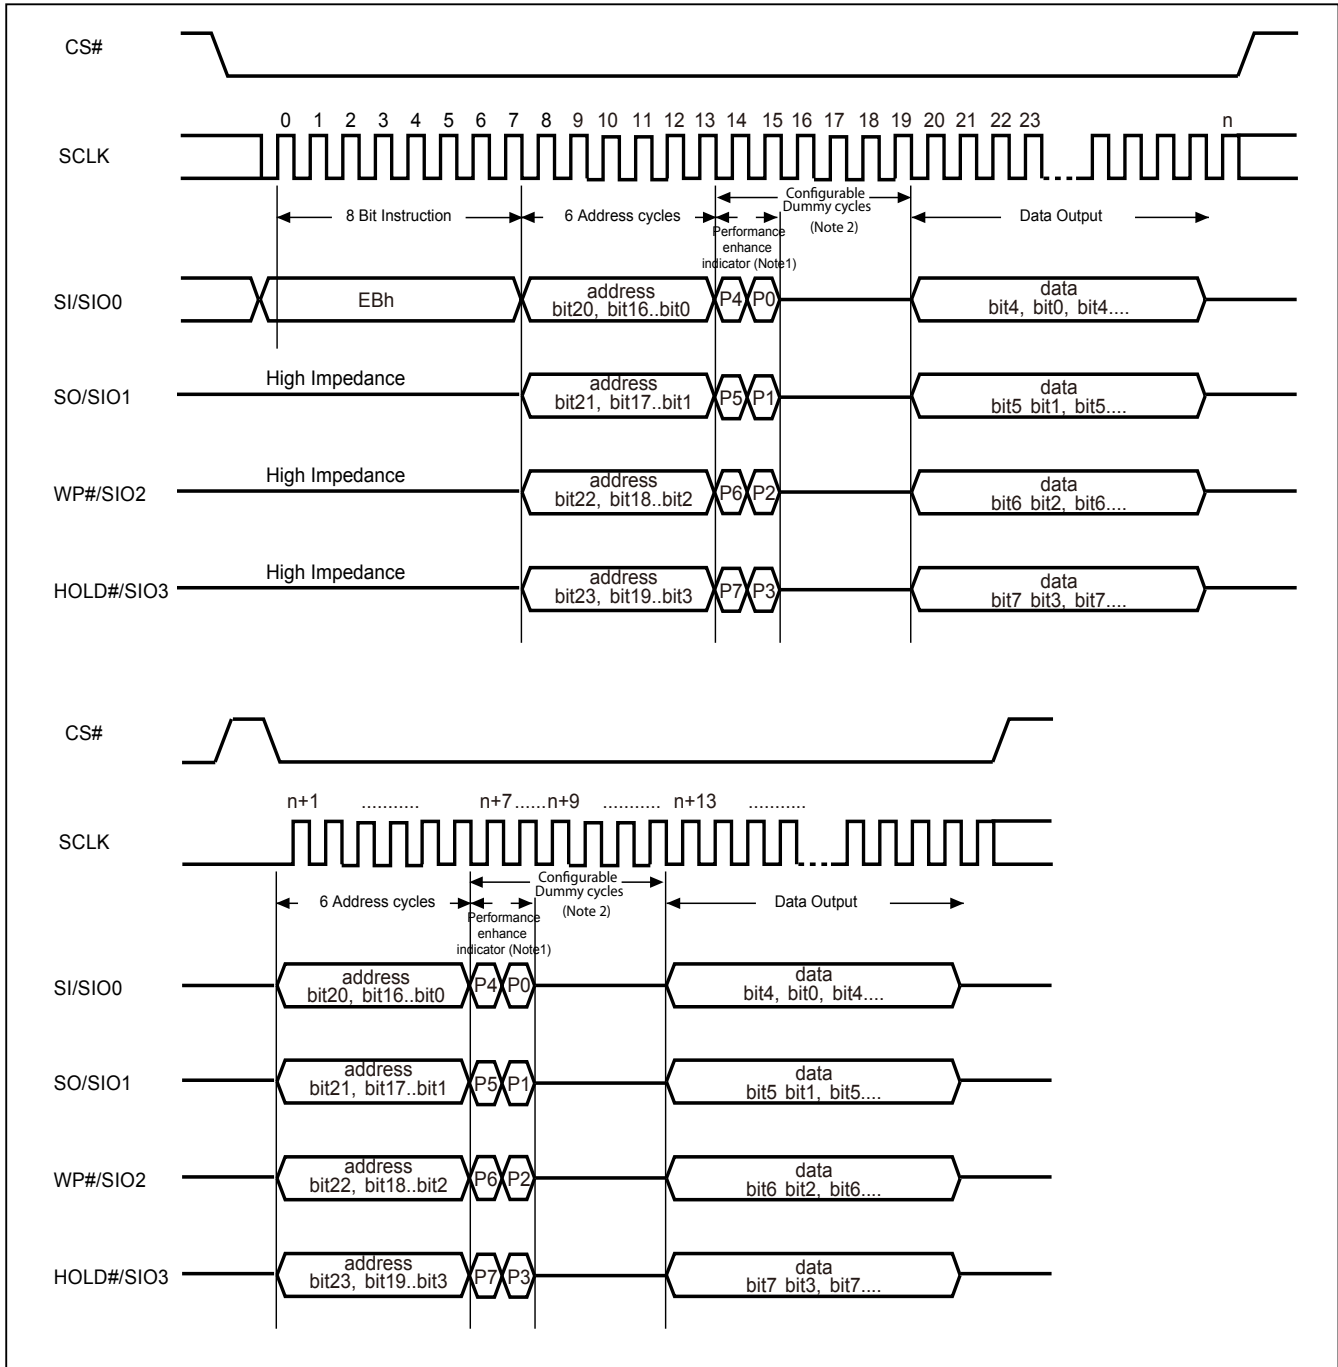 CS#
0 1 2 3 4 5 6 7 8 9 10 11 12 13 14 15 16 17 18 19 20 21 22 23 n
SCLK
8 Bit Instruction
6 Address cycles
Configurable
Dummy cycles
(Note 2)
Data Output
Performance
enhance
indicator (Note1)
SI/SIO0
EBh
address
bit20, bit16..bit0
P4 P0
data
bit4, bit0, bit4....
SO/SIO1
High Impedance
address
bit21, bit17..bit1
P5 P1
data
bit5 bit1, bit5....
WP#/SIO2
High Impedance
address
bit22, bit18..bit2
P6 P2
data
bit6 bit2, bit6....
HOLD#/SIO3
High Impedance
address
bit23, bit19..bit3
P7 P3
data
bit7 bit3, bit7....
CS#
n+1 ........... n+7......n+9 ........... n+13 ...........
SCLK
6 Address cycles
Configurable
Dummy cycles
(Note 2)
Data Output
Performance
enhance
indicator (Note1)
SI/SIO0
address
bit20, bit16..bit0
P4 P0
data
bit4, bit0, bit4....
SO/SIO1
address
bit21, bit17..bit1
P5 P1
data
bit5 bit1, bit5....
WP#/SIO2
address
bit22, bit18..bit2
P6 P2
data
bit6 bit2, bit6....
HOLD#/SIO3
address
bit23, bit19..bit3
P7 P3
data
bit7 bit3, bit7....